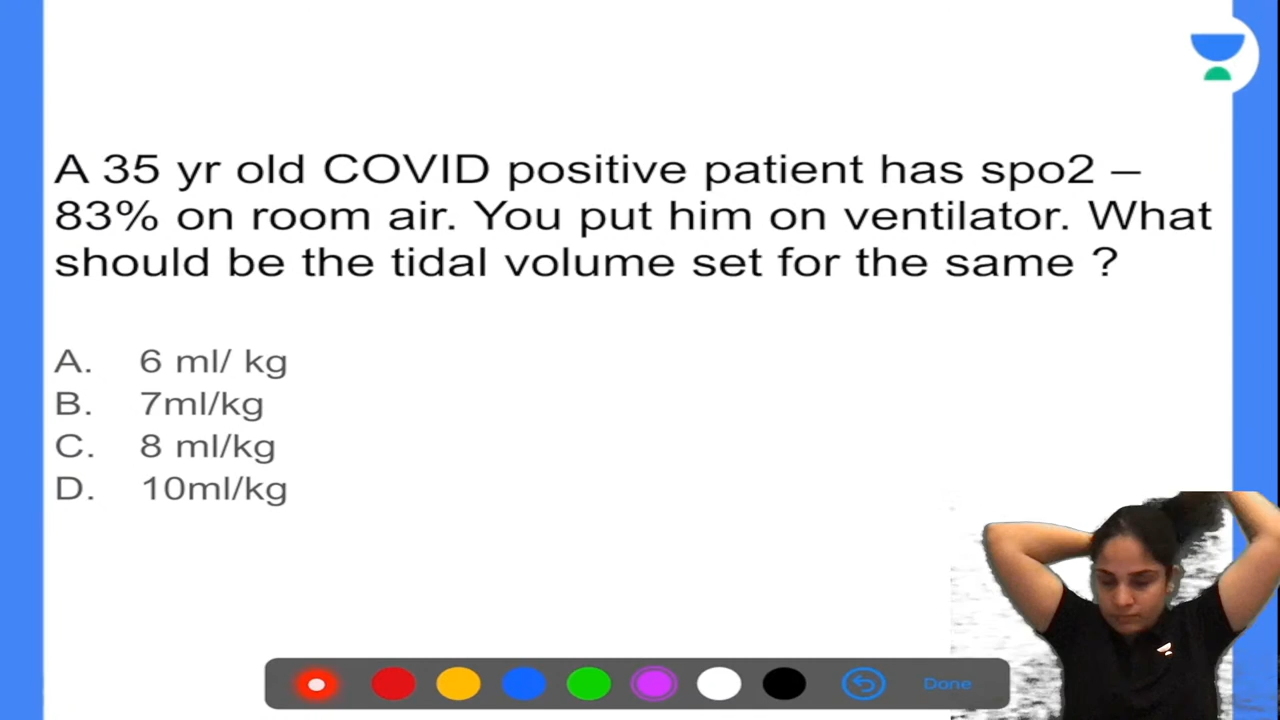 A 35 yr old COVID positive patient has spo2 –
83% on room air. You put him on ventilator. What
should be the tidal volume set for the same ?
A. 6 ml/ kg
B. 7ml/kg
C. 8 ml/kg
D. 10ml/kg
Done